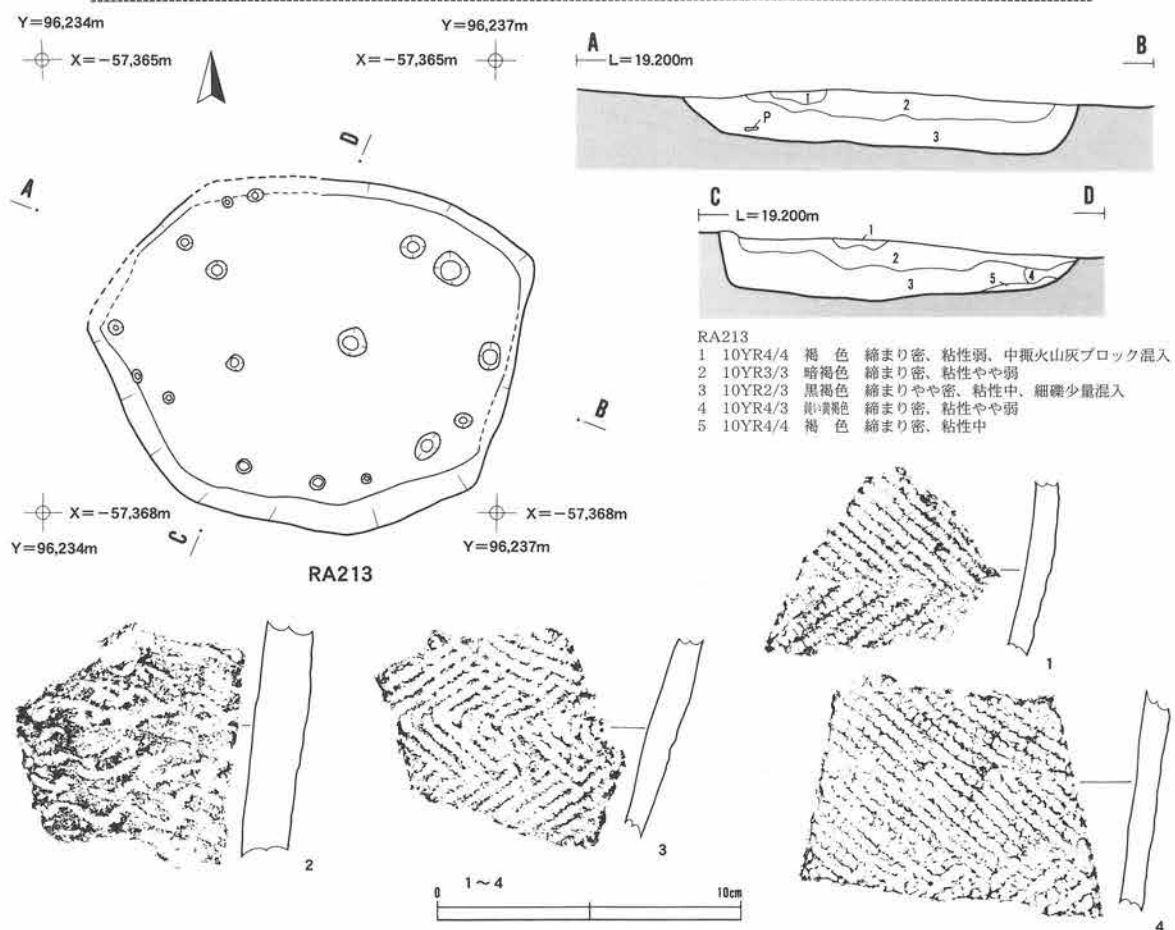 Y=96,234m
X=-57,365m
Y=96,237m
X=-57,365m
A
B
D
C
X=-57,368m
Y=96,234m
X=-57,368m
Y=96,237m
RA213
A
L=19.200m
B
1
2
P
3
C
L=19.200m
D
1
2
3
5
4
RA213
1 10YR4/4 褐 色 締まり密、粘性弱、中掫火山灰ブロック混入
2 10YR3/3 暗褐色 締まり密、粘性やや弱
3 10YR2/3 黒褐色 締まりやや密、粘性中、細礫少量混入
4 10YR4/3 締まり密、粘性やや弱
5 10YR4/4 褐 色 締まり密、粘性中
1
2
3
4
1~4
0
10cm